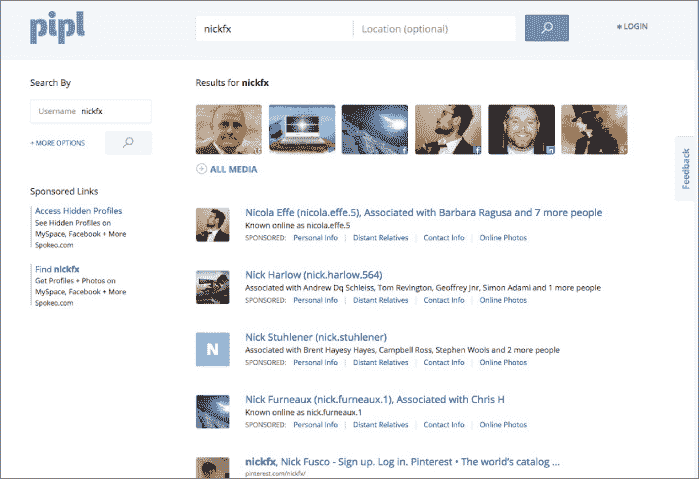 pipl
nickfx
Location (optional)
LOGIN
Search By
Username nickfx
+ MORE OPTIONS
Sponsored Links
Access Hidden Profiles
See Hidden Profiles on
MySpace, Facebook + More
Spokeo.com
Find nickfx
Get Profiles + Photos on
MySpace, Facebook + More
Spokeo.com
Results for nickfx
ALL MEDIA
Feedback
Nicola Effe (nicola.effe.5), Associated with Barbara Ragusa and 7 more people
Known online as nicola.effe.5
SPONSORED: Personal Info | Distant Relatives | Contact Info | Online Photos
Nick Harlow (nick.harlow.564)
Associated with Andrew Dq Schleiss, Tom Revington, Geoffrey Jnr, Simon Adami and 1 more people
SPONSORED: Personal Info | Distant Relatives | Contact Info | Online Photos
N
Nick Stuhlener (nick.stuhlener)
Associated with Brent Hayesy Hayes, Campbell Ross, Stephen Wools and 2 more people
SPONSORED: Personal Info | Distant Relatives | Contact Info | Online Photos
Nick Furneaux (nick.furneaux.1), Associated with Chris H
Known online as nick.furneaux.1
SPONSORED: Personal Info | Distant Relatives | Contact Info | Online Photos
nickfx, Nick Fusco - Sign up. Log in. Pinterest • The world's catalog ...
pinterest.com/nickfx/